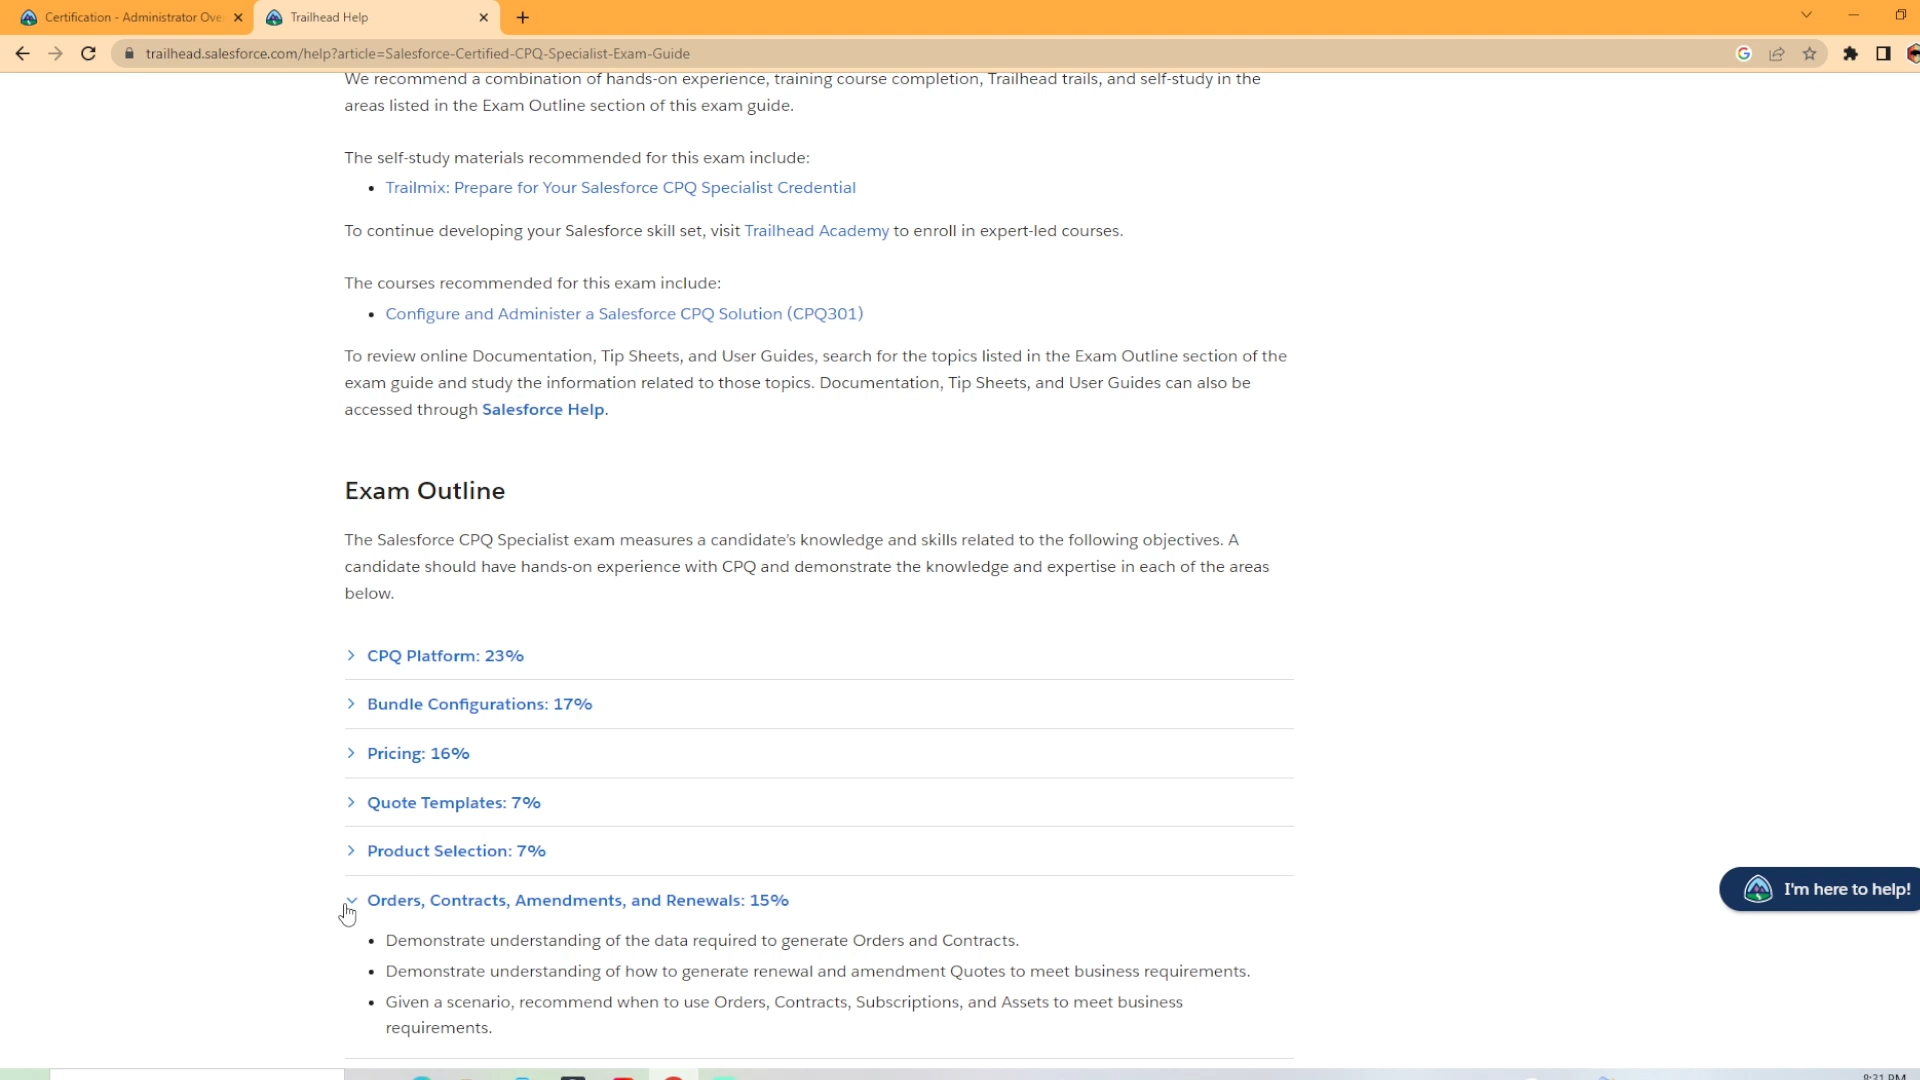 Certification - Administrator Ove
Trailhead Help
trailhead.salesforce.com/help?article=Salesforce-Certified-CPQ-Specialist-Exam-Guide
We recommend a combination of hands-on experience, training course completion, Trailhead trails, and self-study in the
areas listed in the Exam Outline section of this exam guide.
The self-study materials recommended for this exam include:
• Trailmix: Prepare for Your Salesforce CPQ Specialist Credential
To continue developing your Salesforce skill set, visit Trailhead Academy to enroll in expert-led courses.
The courses recommended for this exam include:
• Configure and Administer a Salesforce CPQ Solution (CPQ301)
To review online Documentation, Tip Sheets, and User Guides, search for the topics listed in the Exam Outline section of the
exam guide and study the information related to those topics. Documentation, Tip Sheets, and User Guides can also be
accessed through Salesforce Help.
Exam Outline
The Salesforce CPQ Specialist exam measures a candidate's knowledge and skills related to the following objectives. A
candidate should have hands-on experience with CPQ and demonstrate the knowledge and expertise in each of the areas
below.
CPQ Platform: 23%
Bundle Configurations: 17%
Pricing: 16%
Quote Templates: 7%
Product Selection: 7%
Orders, Contracts, Amendments, and Renewals: 15%
• Demonstrate understanding of the data required to generate Orders and Contracts.
• Demonstrate understanding of how to generate renewal and amendment Quotes to meet business requirements.
• Given a scenario, recommend when to use Orders, Contracts, Subscriptions, and Assets to meet business
requirements.
I'm here to help!